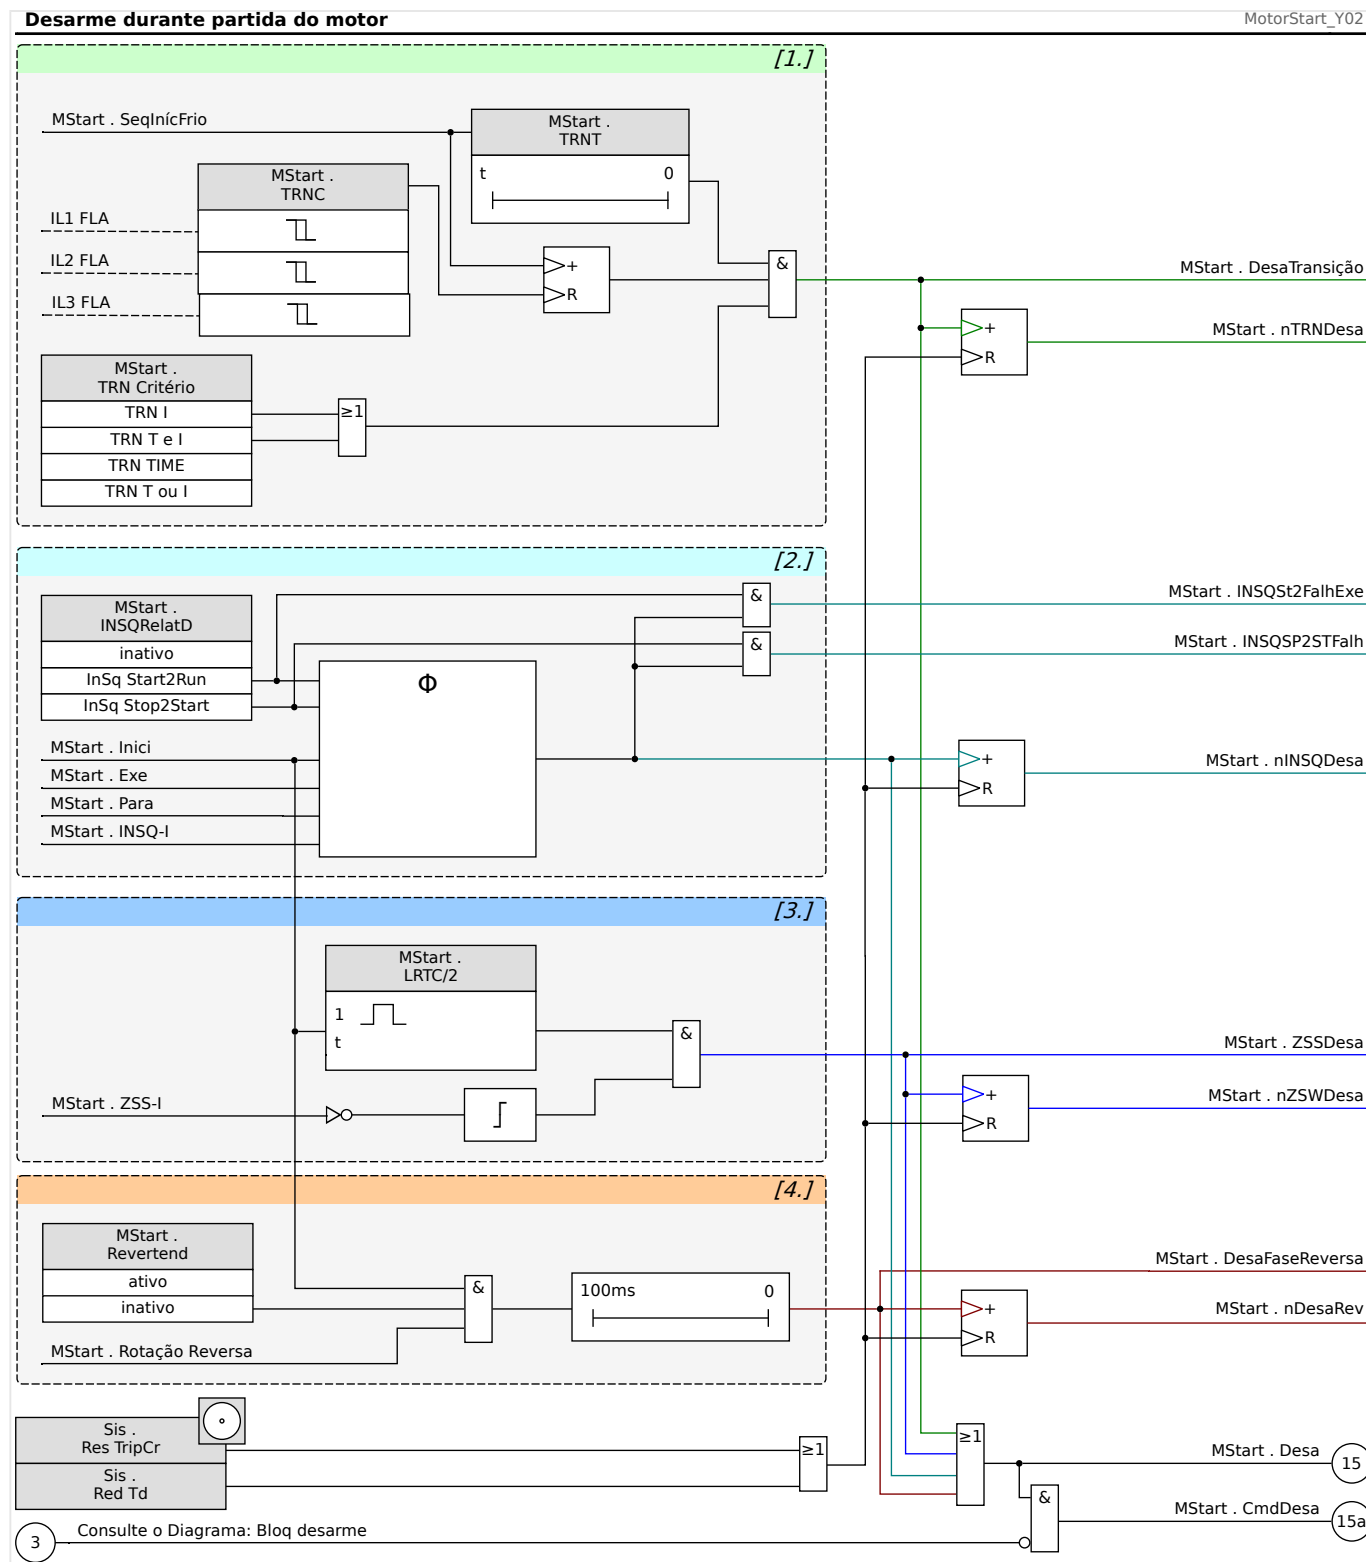 Desarme durante partida do motor
MotorStart_Y02
[1.]
MStart . SeqInícFrio
MStart .
TRNT
t
0
MStart .
TRNC
IL1 FLA
IL2 FLA
IL3 FLA
+
R
&
MStart . DesaTransição
+
R
MStart . nTRNDesa
MStart .
TRN Critério
TRN I
TRN T e I
TRN TIME
TRN T ou I
≥1
[2.]
MStart .
INSQRelatD
inativo
InSq Start2Run
InSq Stop2Start
Φ
&
&
MStart . INSQSt2FalhExe
MStart . INSQSP2STFalh
MStart . Inici
MStart . Exe
MStart . Para
MStart . INSQ-I
+
R
MStart . nINSQDesa
[3.]
MStart .
LRTC/2
1
t
&
MStart . ZSSDesa
MStart . ZSS-I
+
R
MStart . nZSWDesa
[4.]
MStart .
Revertend
ativo
inativo
MStart . Rotação Reversa
&
100ms
0
MStart . DesaFaseReversa
+
R
MStart . nDesaRev
Sis .
Res TripCr
Sis .
Red Td
≥1
≥1
MStart . Desa
15
&
MStart . CmdDesa
15a
3
Consulte o Diagrama: Bloq desarme